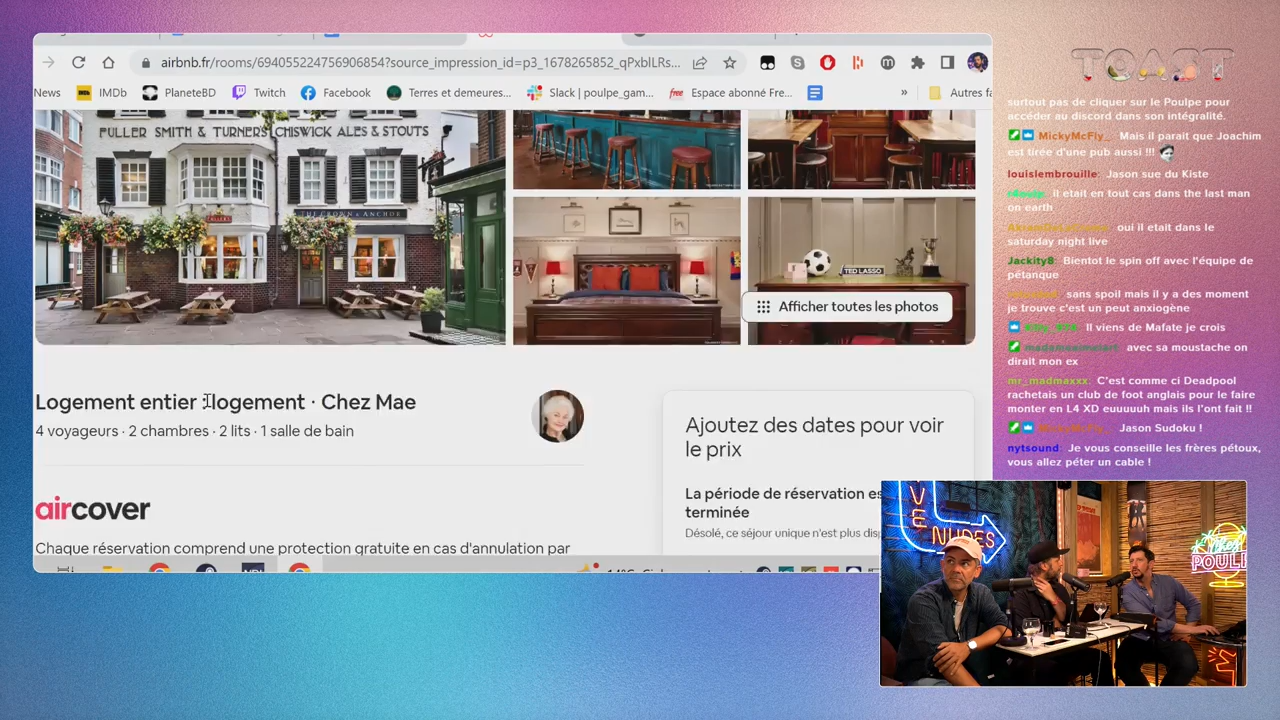 airbnb.fr/rooms/694055224756906854?source_impression_id=p3_1678265852_qPxbILRs...
News
IMDb
PlaneteBD
Twitch
Facebook
Terres et demeures...
Slack | poulpe_gam...
Espace abonné Fre...
»
Autres fa
FULLER SMITH & TURNERS CHISWICK ALES & STOUTS
THE CROWN & ANCHOR
TED LASSO
Afficher toutes les photos
Logement entier : logement · Chez Mae
4 voyageurs · 2 chambres · 2 lits · 1 salle de bain
Ajoutez des dates pour voir
le prix
La période de réservation es
terminée
Désolé, ce séjour unique n'est plus disp
aircover
Chaque réservation comprend une protection gratuite en cas d'annulation par
TOAST
surtout pas de cliquer sur le Poulpe pour
accéder au discord dans son intégralité.
MickyMcFly_ Mais il parait que Joachim
est tirée d'une pub aussi !!!
louislembrouille: Jason sue du Kiste
il etait en tout cas dans the last man
on earth
oui il etait dans le
saturday night live
Jackity8: Bientot le spin off avec l'équipe de
pétanque
sans spoil mais il y a des moment
je trouve c'est un peut anxiogène
Il viens de Mafate je crois
avec sa moustache on
dirait mon ex
mr_madmaxxx: C'est comme ci Deadpool
rachetais un club de foot anglais pour le faire
monter en L4 XD euuuuuh mais ils l'ont fait !!
MickyMcFly_ Jason Sudoku !
nytsound: Je vous conseille les frères pétoux,
vous allez péter un cable !
VE
NUDES
POULP